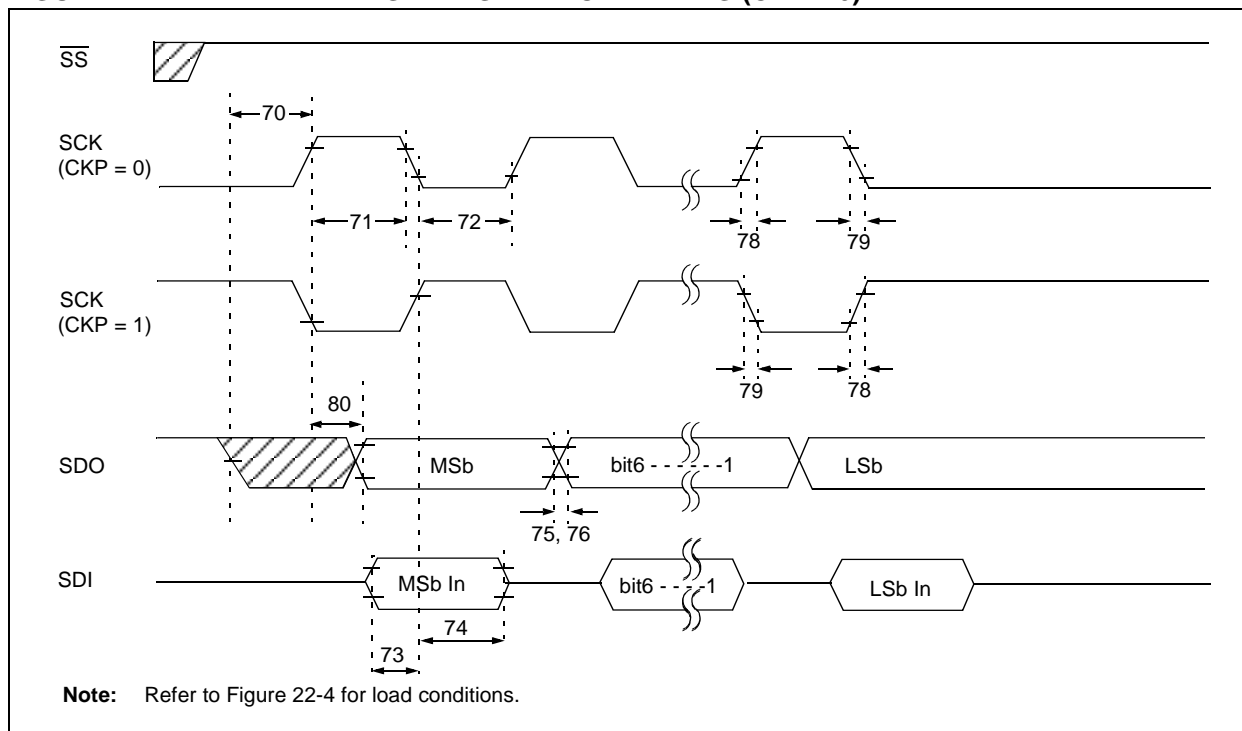 SS
70
SCK
(CKP = 0)
71
72
78
79
SCK
(CKP = 1)
79
78
80
SDO
MSb
bit6 - - - - - -1
LSb
75, 76
SDI
MSb In
bit6 - - - -1
LSb In
74
73
Note: Refer to Figure 22-4 for load conditions.